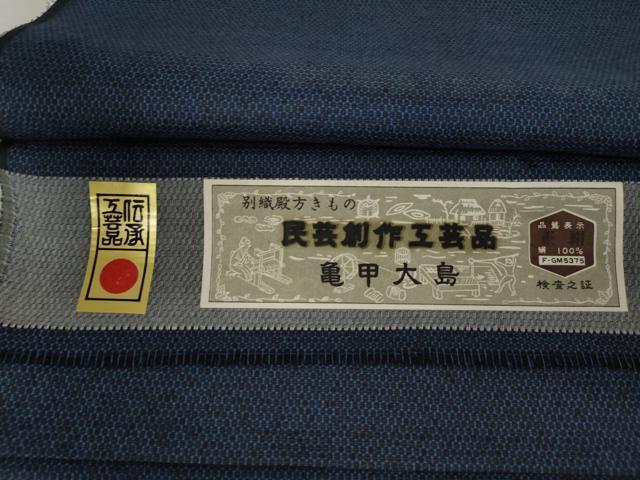 伝承
工芸品
別織殿方きもの
民芸創作工芸品
亀甲大島
品質表示
絹 100%
F-GM5375
検査之証